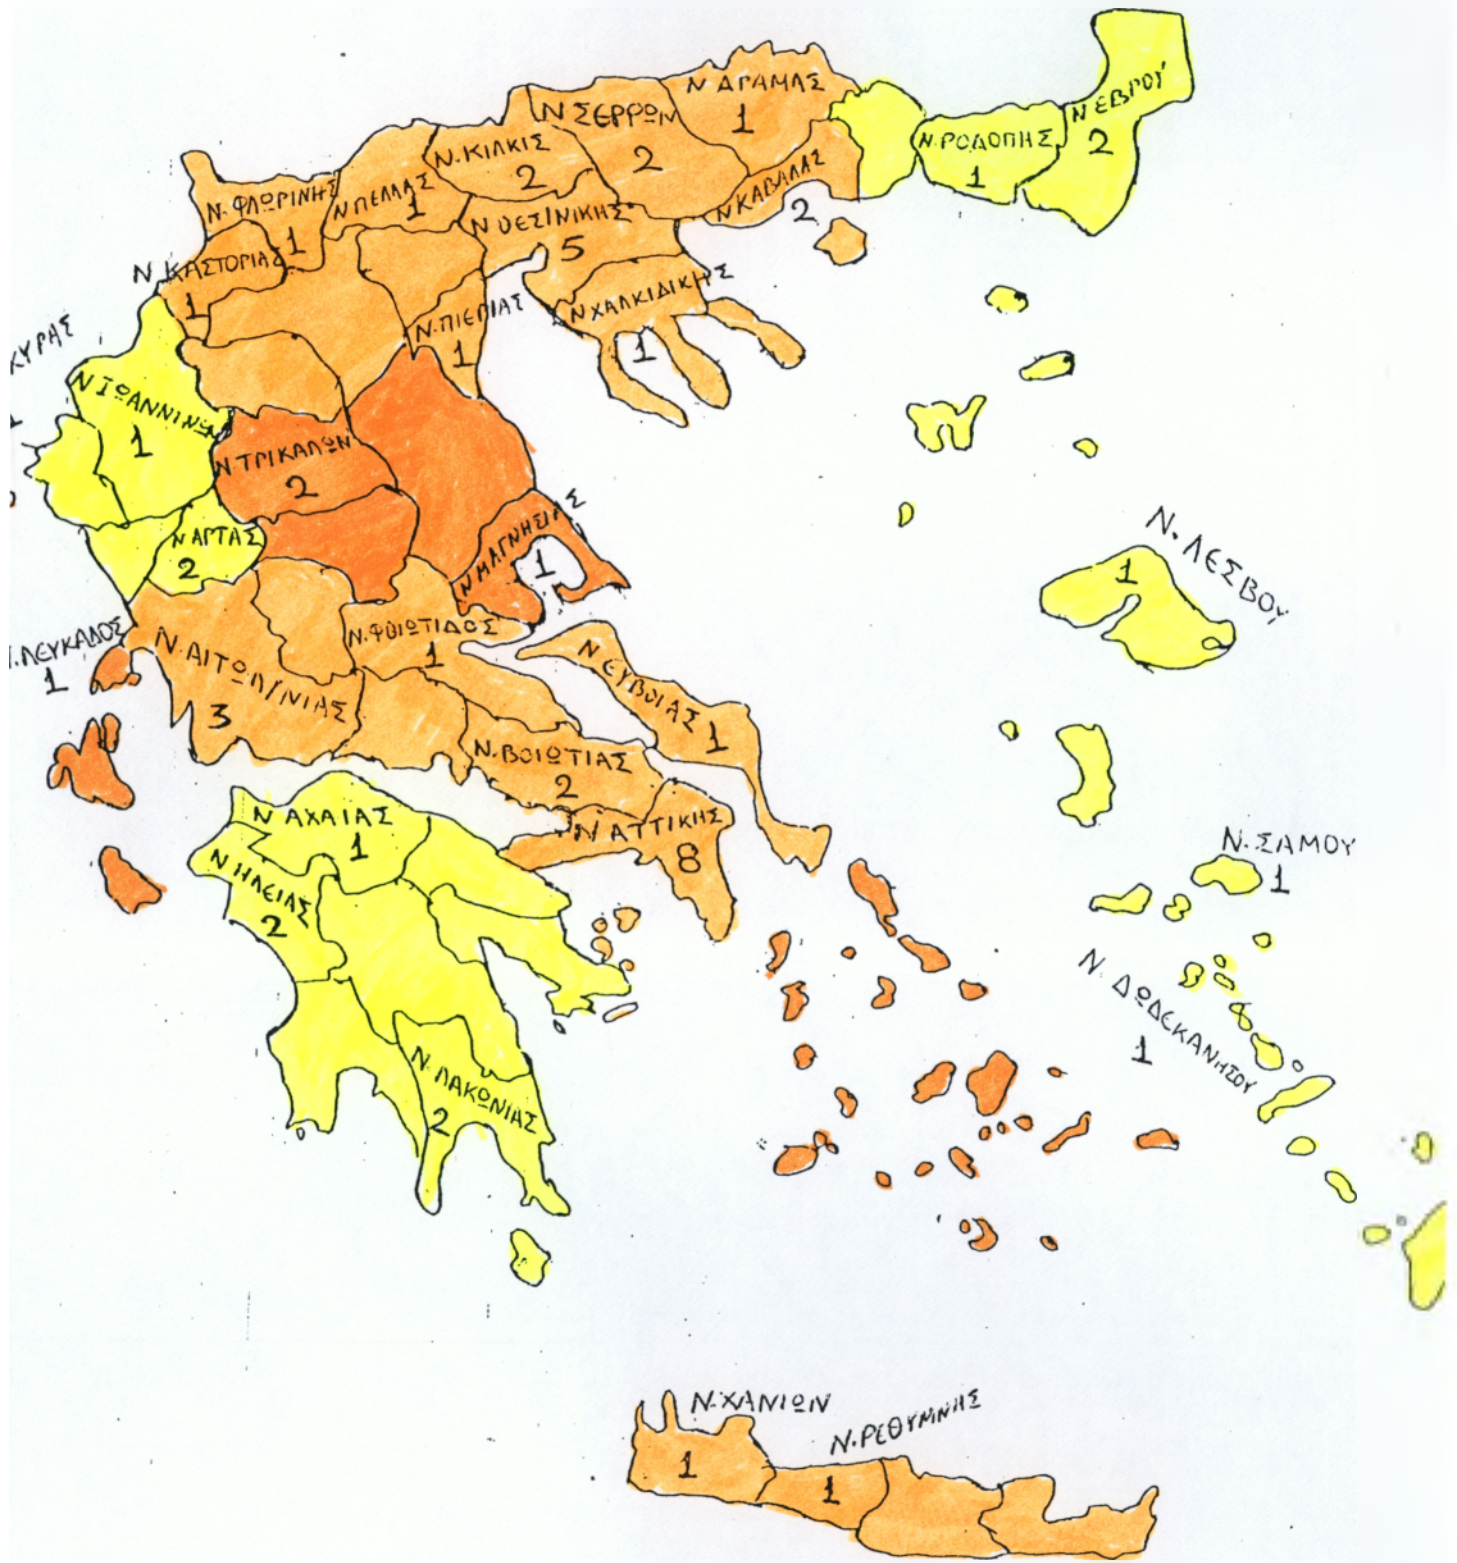 Ν ΔΡΑΜΑΣ
1
Ν ΣΕΡΡΩΝ
2
Ν ΕΒΡΟΥ
2
Ν.ΡΟΔΟΠΗΣ
1
Ν.ΚΙΛΚΙΣ
2
Ν ΚΑΒΑΛΑΣ
2
Ν.ΦΛΩΡΙΝΗΣ
1
Ν ΠΕΛΛΑΣ
1
Ν ΘΕΣ/ΝΙΚΗΣ
5
Ν ΚΑΣΤΟΡΙΑΣ
1
Ν ΧΑΛΚΙΔΙΚΗΣ
1
Ν.ΠΙΕΡΙΑΣ
1
ΚΥΡΑΣ
Ν ΙΩΑΝΝΙΝΩΝ
1
Ν.ΤΡΙΚΑΛΩΝ
2
Ν ΜΑΓΝΗΣΙΑΣ
1
Ν ΑΡΤΑΣ
2
Ν. ΛΕΣΒΟΥ
1
.ΛΕΥΚΑΔΟΣ
1
Ν.ΦΘΙΩΤΙΔΟΣ
1
Ν.ΑΙΤΩΛ/ΝΙΑΣ
3
Ν ΕΥΒΟΙΑΣ
1
Ν.ΒΟΙΩΤΙΑΣ
2
Ν ΑΤΤΙΚΗΣ
8
Ν ΑΧΑΙΑΣ
1
Ν ΗΛΕΙΑΣ
2
Ν.ΣΑΜΟΥ
1
Ν. ΔΩΔΕΚΑΝΗΣΟΥ
1
Ν.ΛΑΚΩΝΙΑΣ
2
Ν.ΧΑΝΙΩΝ
1
Ν.ΡΕΘΥΜΝΗΣ
1